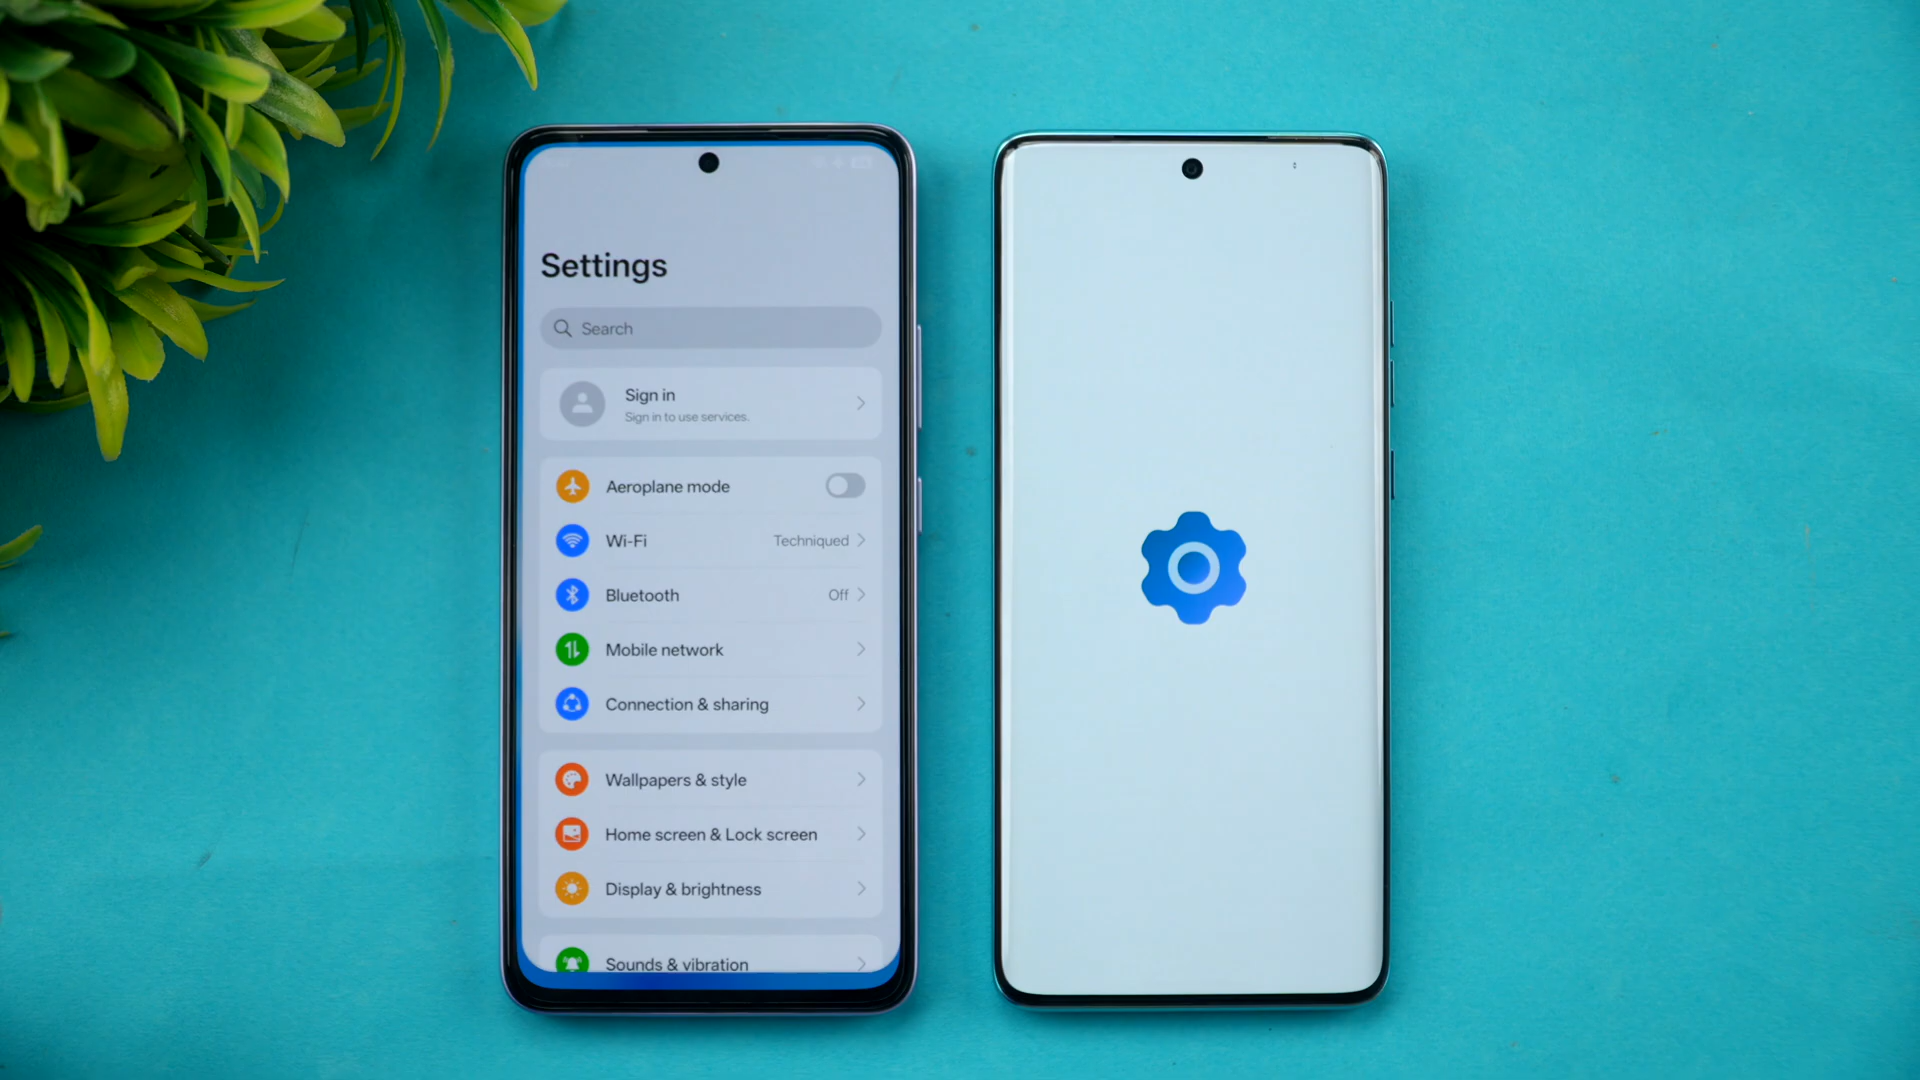 Settings
Search
Sign in
Sign in to use services.
Aeroplane mode
Wi-Fi Techniqued
Bluetooth Off
Mobile network
Connection & sharing
Wallpapers & style
Home screen & Lock screen
Display & brightness
Sounds & vibration